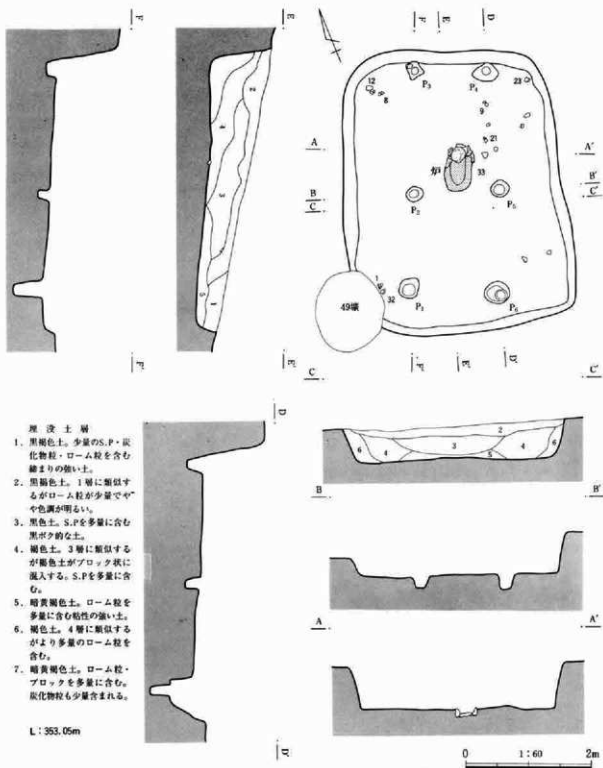 F'
E
F
E
D
12
8
P3
P4
23
9
21
33
炉
A
A'
B
B'
C
C'
P2
P5
1
32
49壙
P1
P6
4
2
3
5
1
F'
E'
F'
E'
D'
C
C'
2
3
6
4
5
4
6
B
B'
A
A'
D
D'
埋没土層
1. 黒褐色土。少量のS.P・炭
化物粒・ローム粒を含む
締まりの強い土。
2. 黒褐色土。1層に類似す
るがローム粒が少量でや
や色調が明るい。
3. 黒色土。S.Pを多量に含む
黒ボク的な土。
4. 褐色土。3層に類似する
が褐色土がブロック状に
混入する。S.Pを多量に含
む。
5. 暗黄褐色土。ローム粒を
多量に含む粘性の強い土。
6. 褐色土。4層に類似する
がより多量のローム粒を
含む。
7. 暗黄褐色土。ローム粒・
ブロックを多量に含む。
炭化物粒も少量含まれる。
L:353.05m
0 1:60 2m